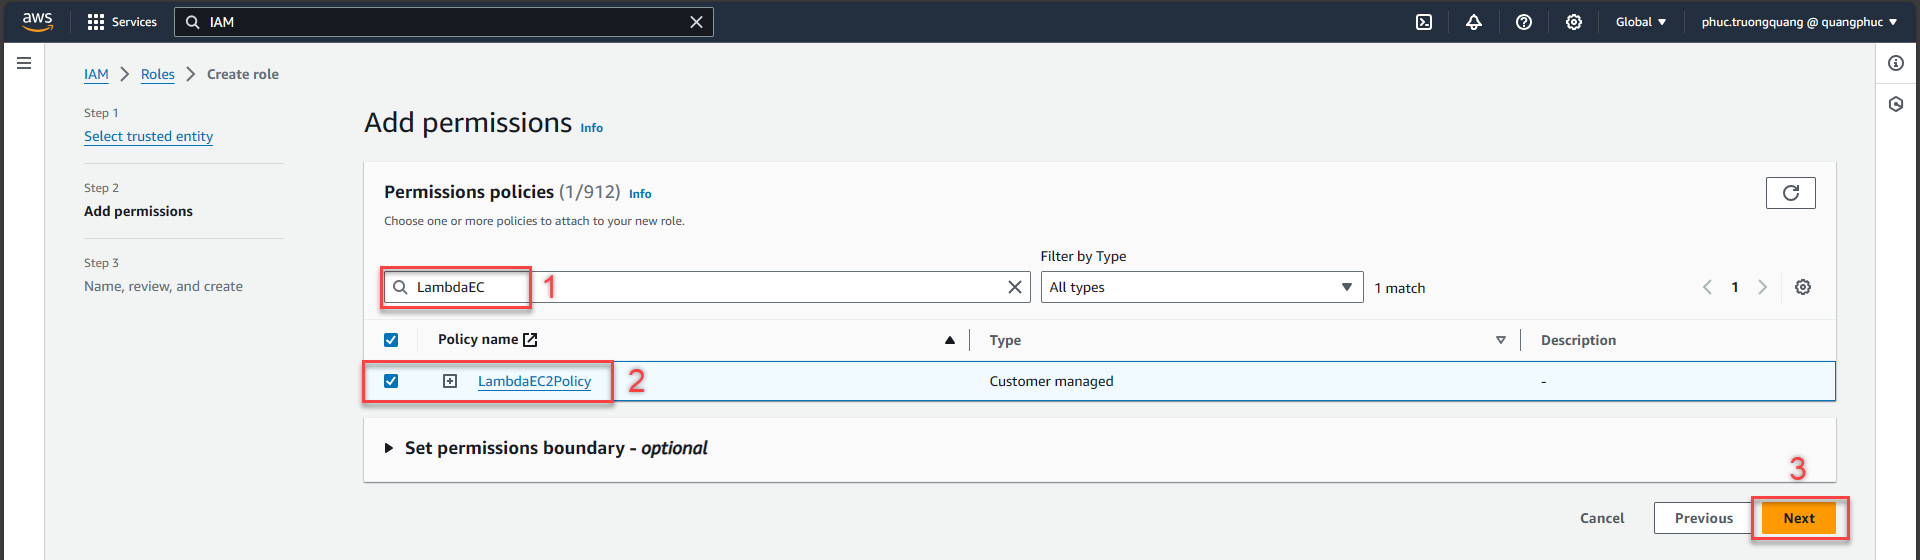 aws Services IAM Global phuc.truongquang @ quangphuc
IAM Roles Create role
Step 1
Select trusted entity
Step 2
Add permissions
Step 3
Name, review, and create
Add permissions Info
Permissions policies (1/912) Info
Choose one or more policies to attach to your new role.
Filter by Type
LambdaEC 1 All types 1 match 1
Policy name Type Description
LambdaEC2Policy 2 Customer managed -
Set permissions boundary - optional
3
Cancel Previous Next